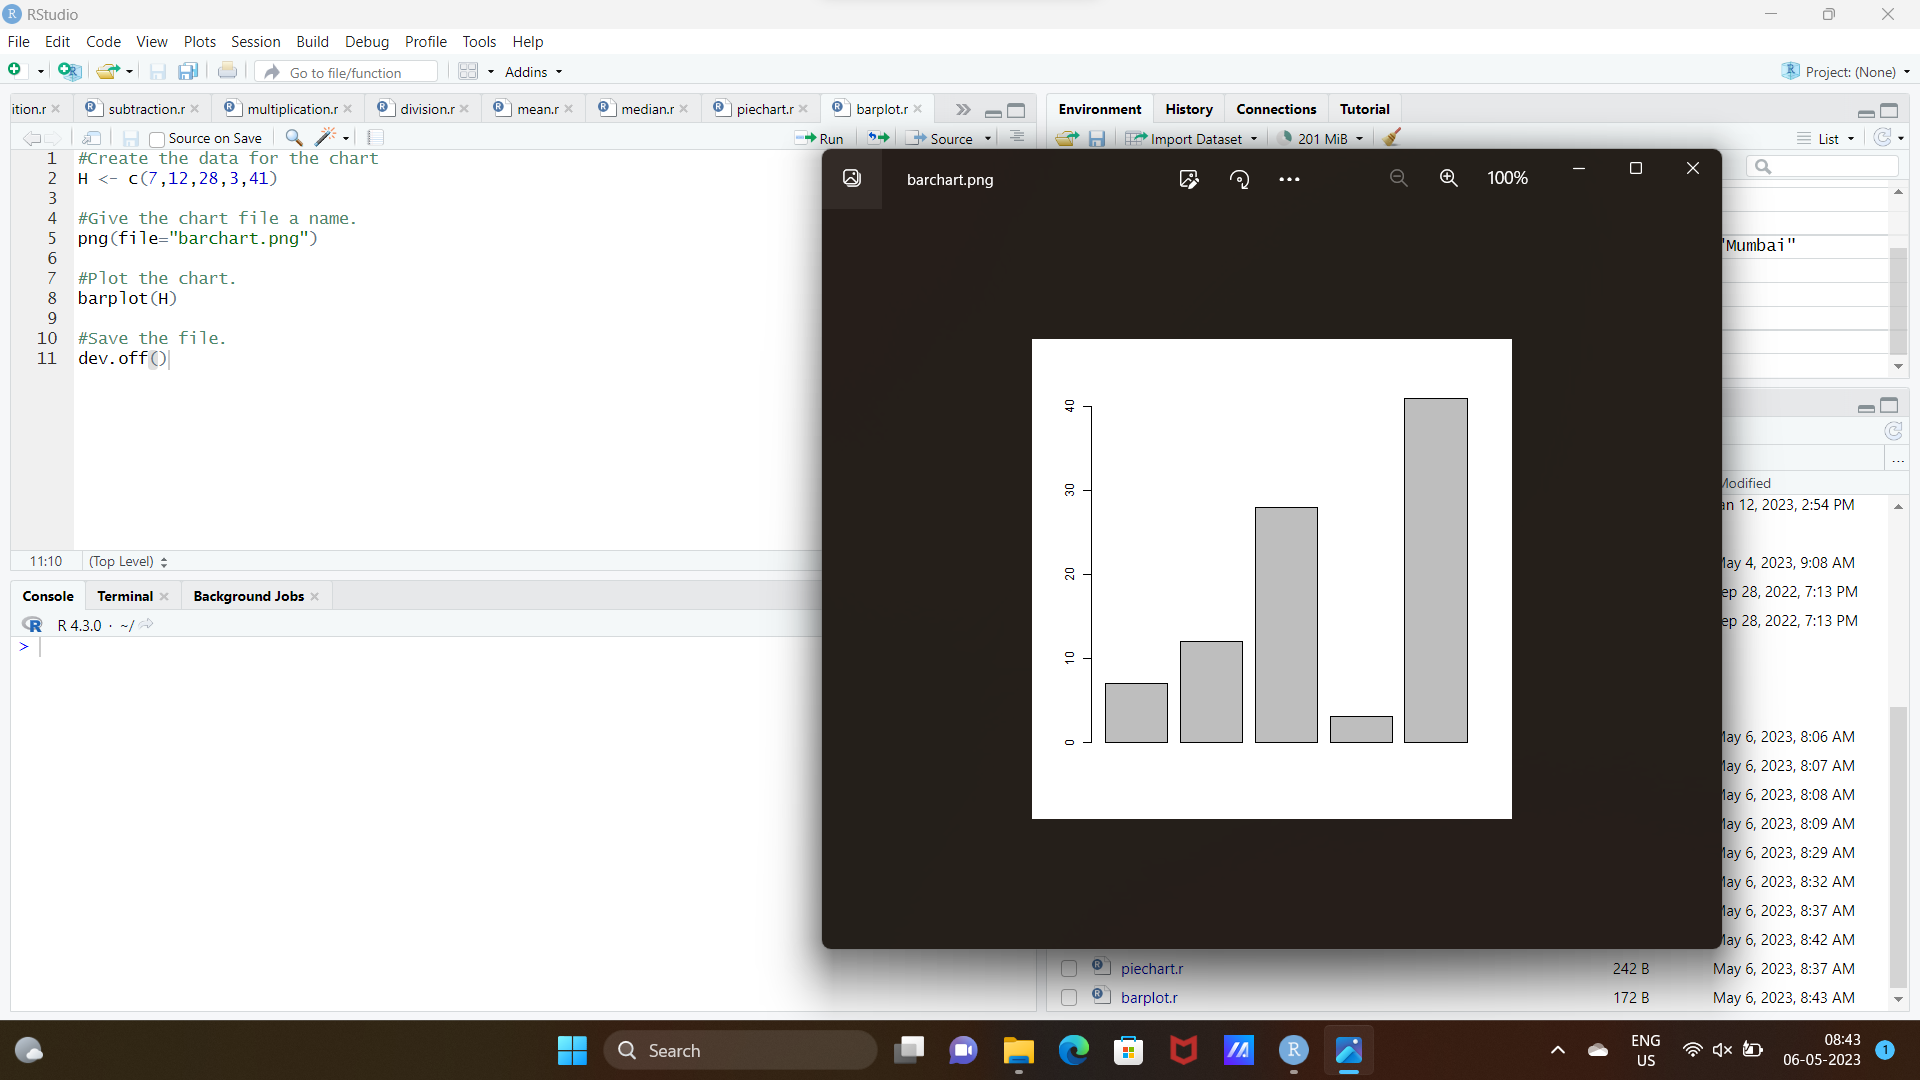 RStudio
File Edit Code View Plots Session Build Debug Profile Tools Help
Go to file/function Addins Project: (None)
ition.r subtraction.r multiplication.r division.r mean.r median.r piechart.r barplot.r
Environment History Connections Tutorial
Source on Save Run Source
Import Dataset 201 MiB List
1 #Create the data for the chart
2 H <- c(7,12,28,3,41)
3
4 #Give the chart file a name.
5 png(file="barchart.png")
6
7 #Plot the chart.
8 barplot(H)
9
10 #Save the file.
11 dev.off()
11:10 (Top Level)
Console Terminal Background Jobs
R 4.3.0 · ~/
>
barchart.png 100%
40
30
20
10
0
"Mumbai"
Modified
an 12, 2023, 2:54 PM
May 4, 2023, 9:08 AM
ep 28, 2022, 7:13 PM
ep 28, 2022, 7:13 PM
May 6, 2023, 8:06 AM
May 6, 2023, 8:07 AM
May 6, 2023, 8:08 AM
May 6, 2023, 8:09 AM
May 6, 2023, 8:29 AM
May 6, 2023, 8:32 AM
May 6, 2023, 8:37 AM
May 6, 2023, 8:42 AM
piechart.r 242 B May 6, 2023, 8:37 AM
barplot.r 172 B May 6, 2023, 8:43 AM
Search
ENG
US
08:43
06-05-2023
1